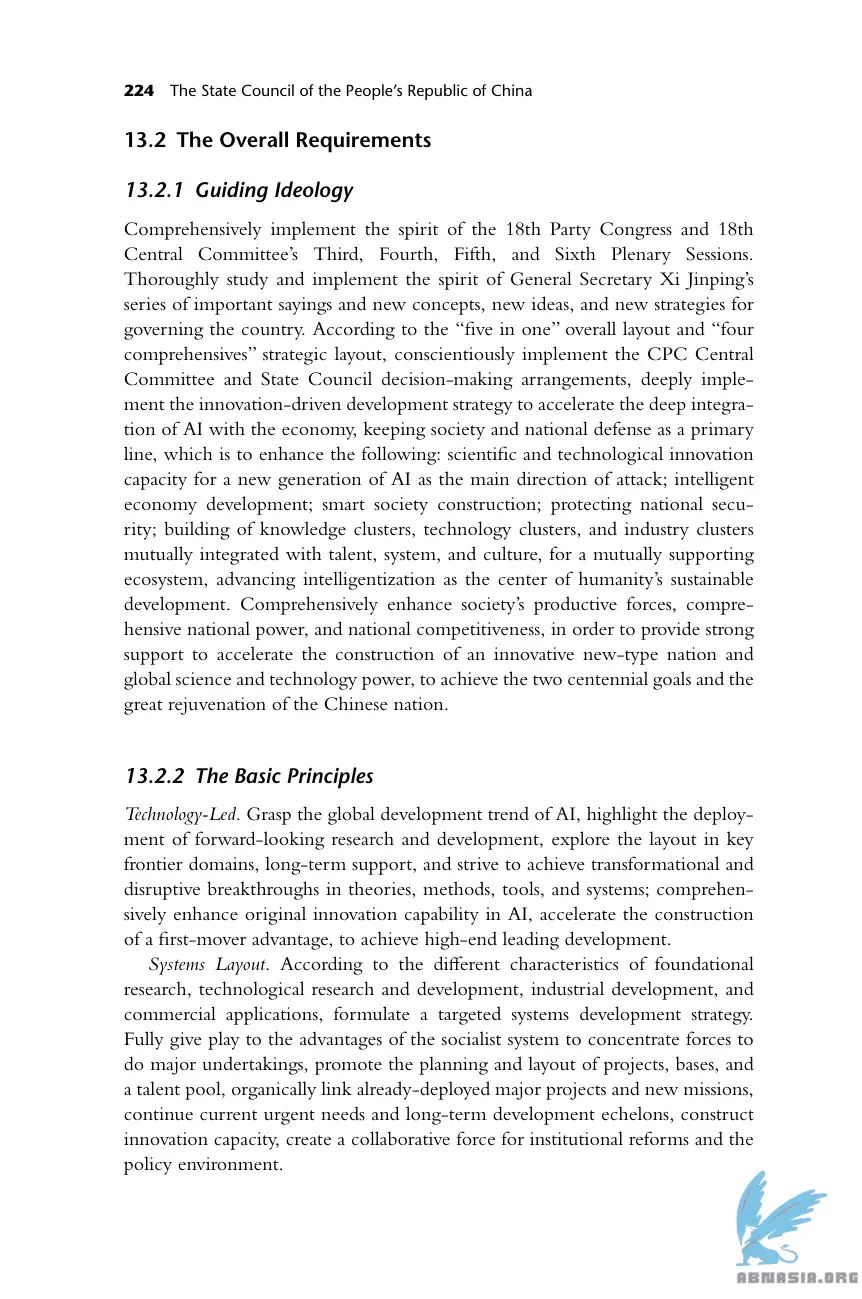 224 The State Council of the People’s Republic of China
13.2 The Overall Requirements
13.2.1 Guiding Ideology
Comprehensively implement the spirit of the 18th Party Congress and 18th
Central Committee’s Third, Fourth, Fifth, and Sixth Plenary Sessions.
Thoroughly study and implement the spirit of General Secretary Xi Jinping’s
series of important sayings and new concepts, new ideas, and new strategies for
governing the country. According to the “five in one” overall layout and “four
comprehensives” strategic layout, conscientiously implement the CPC Central
Committee and State Council decision-making arrangements, deeply imple-
ment the innovation-driven development strategy to accelerate the deep integra-
tion of AI with the economy, keeping society and national defense as a primary
line, which is to enhance the following: scientific and technological innovation
capacity for a new generation of AI as the main direction of attack; intelligent
economy development; smart society construction; protecting national secu-
rity; building of knowledge clusters, technology clusters, and industry clusters
mutually integrated with talent, system, and culture, for a mutually supporting
ecosystem, advancing intelligentization as the center of humanity’s sustainable
development. Comprehensively enhance society’s productive forces, compre-
hensive national power, and national competitiveness, in order to provide strong
support to accelerate the construction of an innovative new-type nation and
global science and technology power, to achieve the two centennial goals and the
great rejuvenation of the Chinese nation.
13.2.2 The Basic Principles
Technology-Led. Grasp the global development trend of AI, highlight the deploy-
ment of forward-looking research and development, explore the layout in key
frontier domains, long-term support, and strive to achieve transformational and
disruptive breakthroughs in theories, methods, tools, and systems; comprehen-
sively enhance original innovation capability in AI, accelerate the construction
of a first-mover advantage, to achieve high-end leading development.
Systems Layout. According to the different characteristics of foundational
research, technological research and development, industrial development, and
commercial applications, formulate a targeted systems development strategy.
Fully give play to the advantages of the socialist system to concentrate forces to
do major undertakings, promote the planning and layout of projects, bases, and
a talent pool, organically link already-deployed major projects and new missions,
continue current urgent needs and long-term development echelons, construct
innovation capacity, create a collaborative force for institutional reforms and the
policy environment.
ABNASIA.ORG